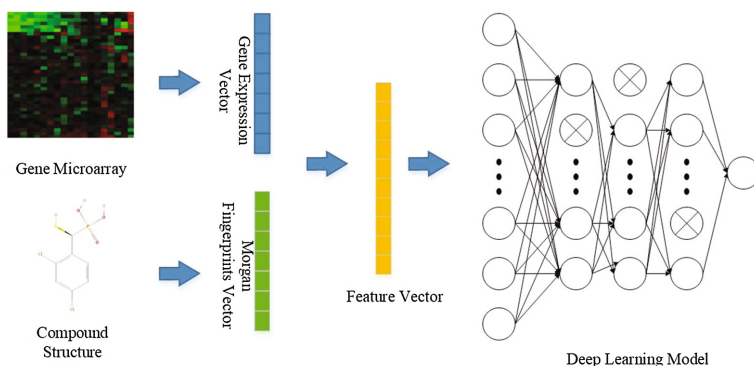 Gene Microarray
Gene Expression
Vector
Compound
Structure
Morgan
Fingerprints Vector
Feature Vector
Deep Learning Model